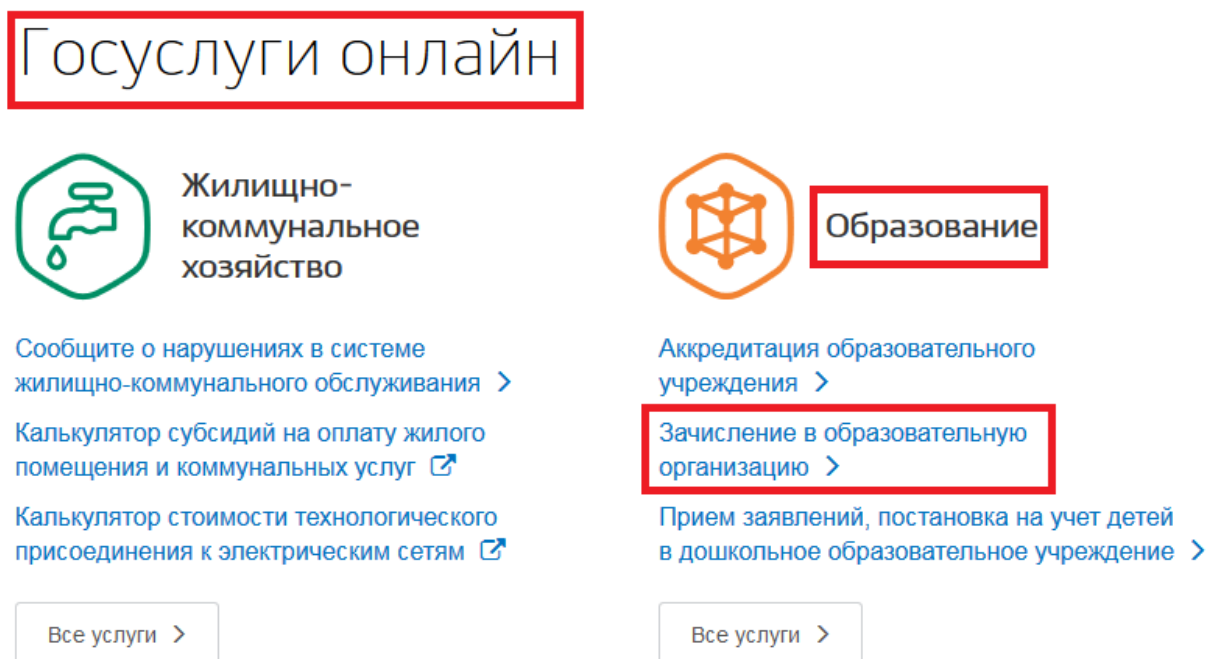 Госуслуги онлайн
Жилищно-
коммунальное
хозяйство
Сообщите о нарушениях в системе
жилищно-коммунального обслуживания
Калькулятор субсидий на оплату жилого
помещения и коммунальных услуг
Калькулятор стоимости технологического
присоединения к электрическим сетям
Все услуги
Образование
Аккредитация образовательного
учреждения
Зачисление в образовательную
организацию
Прием заявлений, постановка на учет детей
в дошкольное образовательное учреждение
Все услуги